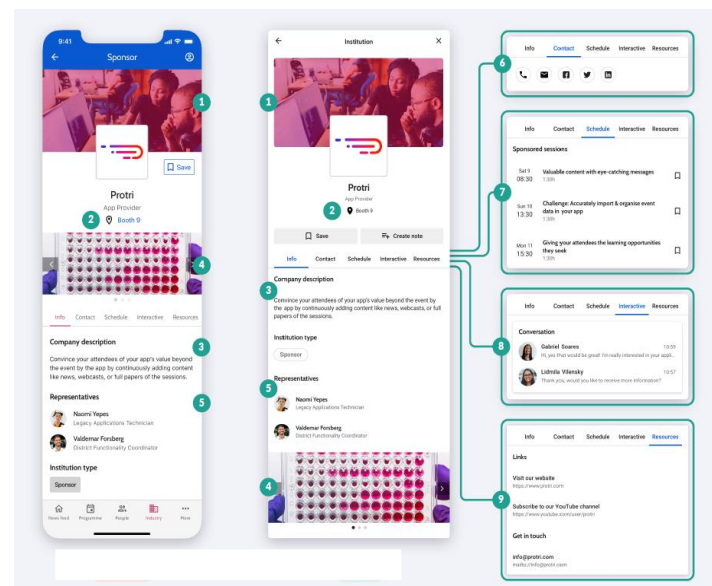 9:41
Sponsor
1
Save
Protri
App Provider
2
Booth 9
4
Info Contact Schedule Interactive Resources
Company description
3
Convince your attendees of your app's value beyond
the event by the app by continuously adding content
like news, webcasts, or full papers of the sessions.
Representatives
5
Naomi Yepes
Legacy Applications Technician
Valdemar Forsberg
District Functionality Coordinator
Institution type
Sponsor
News feed Programme People Industry More
Institution
1
Protri
App Provider
2
Booth 9
Save
Create note
Info Contact Schedule Interactive Resources
Company description
3
Convince your attendees of your app's value beyond the event by
the app by continuously adding content like news, webcasts, or full
papers of the sessions.
Institution type
Sponsor
Representatives
5
Naomi Yepes
Legacy Applications Technician
Valdemar Forsberg
District Functionality Coordinator
4
Info Contact Schedule Interactive Resources
6
Info Contact Schedule Interactive Resources
Sponsored sessions
Sat 9
08:30
Valuable content with eye-catching messages
1:30h
7
Sun 10
13:30
Challenge: Accurately import & organise event
data in your app
1:30h
Mon 11
15:30
Giving your attendees the learning opportunities
they seek
1:30h
Info Contact Schedule Interactive Resources
Conversation
8
Gabriel Soares
10:59
Hi, yes that would be great! I'm really interested in your appli..
Lidmila Vilensky
10:57
Thank you, would you like to receive more information?
Info Contact Schedule Interactive Resources
Links
Visit our website
https://www.protri.com
9
Subscribe to our YouTube channel
https://www.youtube.com/user/protri
Get in touch
info@protri.com
mailto://info@protri.com